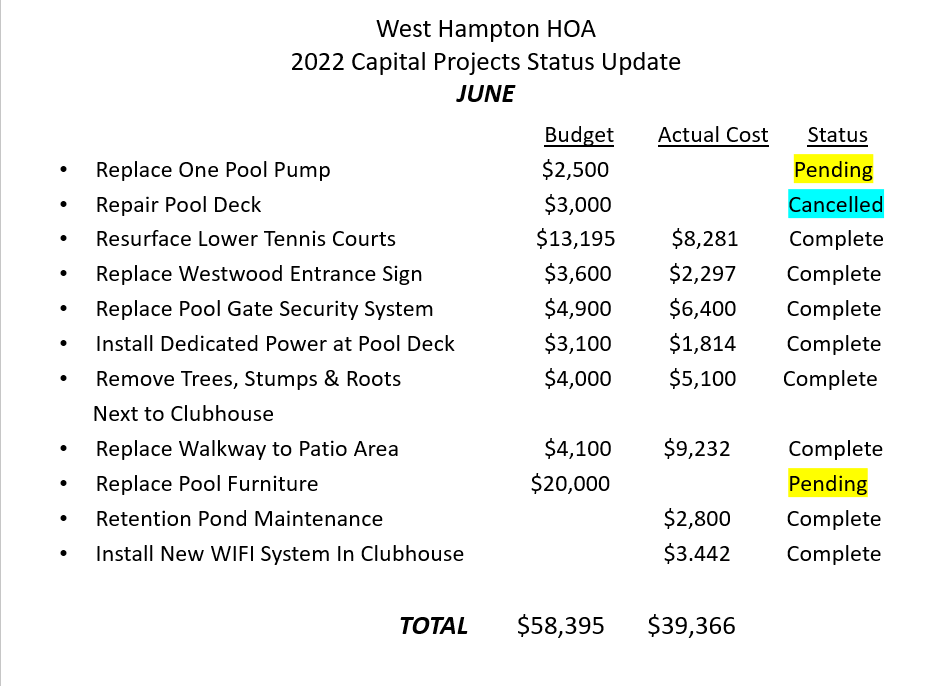 West Hampton HOA
2022 Capital Projects Status Update
JUNE
Budget Actual Cost Status
• Replace One Pool Pump $2,500 Pending
• Repair Pool Deck $3,000 Cancelled
• Resurface Lower Tennis Courts $13,195 $8,281 Complete
• Replace Westwood Entrance Sign $3,600 $2,297 Complete
• Replace Pool Gate Security System $4,900 $6,400 Complete
• Install Dedicated Power at Pool Deck $3,100 $1,814 Complete
• Remove Trees, Stumps & Roots $4,000 $5,100 Complete
Next to Clubhouse
• Replace Walkway to Patio Area $4,100 $9,232 Complete
• Replace Pool Furniture $20,000 Pending
• Retention Pond Maintenance $2,800 Complete
• Install New WIFI System In Clubhouse $3.442 Complete
TOTAL $58,395 $39,366